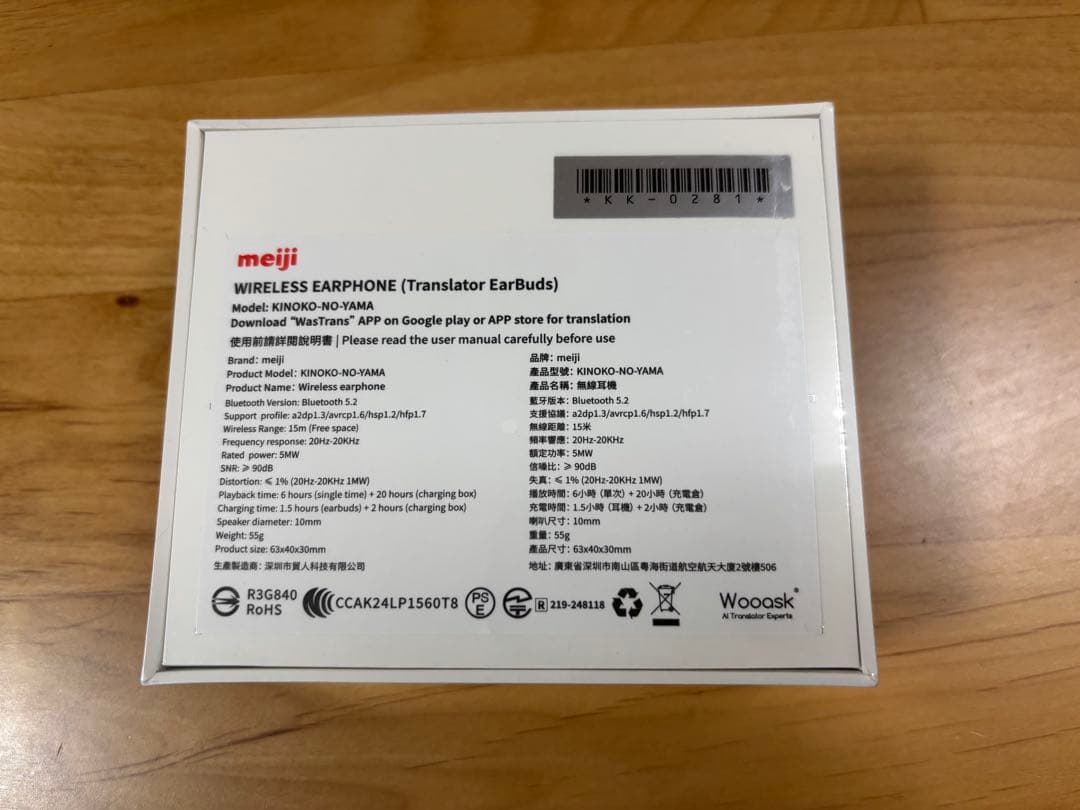 *KK-0281*
meiji
WIRELESS EARPHONE (Translator EarBuds)
Model: KINOKO-NO-YAMA
Download "WasTrans" APP on Google play or APP store for translation
使用前請詳閱說明書 | Please read the user manual carefully before use
Brand: meiji
Product Model: KINOKO-NO-YAMA
Product Name: Wireless earphone
Bluetooth Version: Bluetooth 5.2
Support profile: a2dp1.3/avrcp1.6/hsp1.2/hfp1.7
Wireless Range: 15m (Free space)
Frequency response: 20Hz-20KHz
Rated power: 5MW
SNR: ≥ 90dB
Distortion: ≤ 1% (20Hz-20KHz 1MW)
Playback time: 6 hours (single time) + 20 hours (charging box)
Charging time: 1.5 hours (earbuds) + 2 hours (charging box)
Speaker diameter: 10mm
Weight: 55g
Product size: 63x40x30mm
生產製造商: 深圳市貿人科技有限公司
品牌: meiji
產品型號: KINOKO-NO-YAMA
產品名稱: 無線耳機
藍牙版本: Bluetooth 5.2
支援協議: a2dp1.3/avrcp1.6/hsp1.2/hfp1.7
無線距離: 15米
頻率響應: 20Hz-20KHz
額定功率: 5MW
信噪比: ≥ 90dB
失真: ≤ 1% (20Hz-20KHz 1MW)
播放時間: 6小時 (單次) + 20小時 (充電倉)
充電時間: 1.5小時 (耳機) + 2小時 (充電倉)
喇叭尺寸: 10mm
重量: 55g
產品尺寸: 63x40x30mm
地址: 廣東省深圳市南山區粵海街道航空航天大廈2號樓506
R3G840
RoHS
CCAK24LP1560T8
PS
E
R 219-248118
Wooask
AI Translator Experts